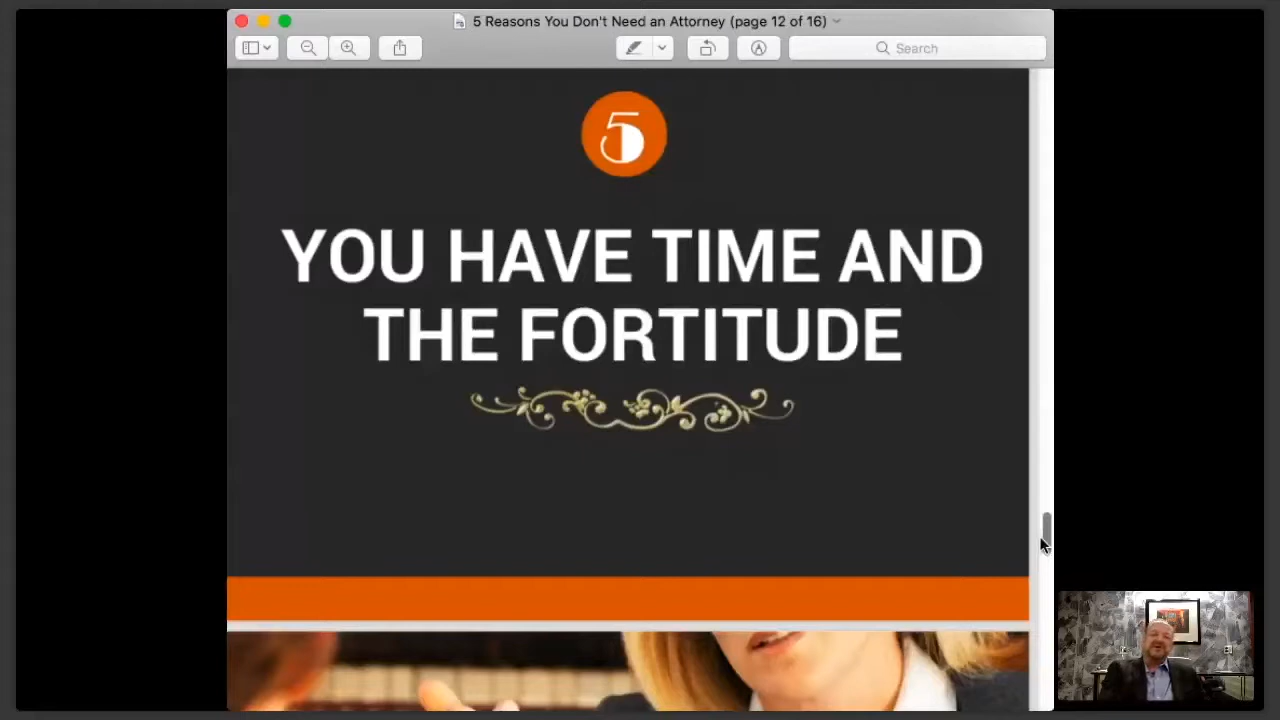 5 Reasons You Don't Need an Attorney (page 12 of 16)
Search
5
YOU HAVE TIME AND
THE FORTITUDE